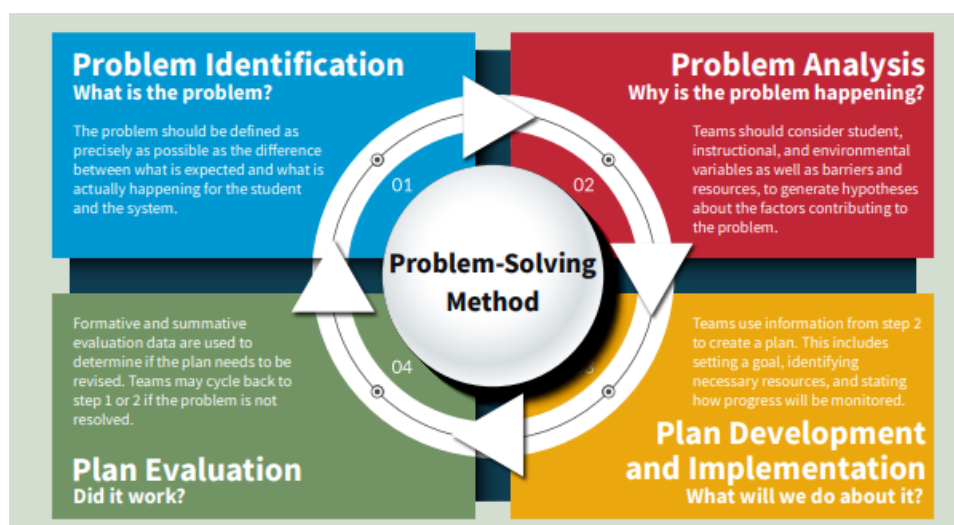 Problem Identification
What is the problem?
The problem should be defined as
precisely as possible as the difference
between what is expected and what is
actually happening for the student
and the system.
01
Problem Analysis
Why is the problem happening?
Teams should consider student,
instructional, and environmental
variables as well as barriers and
resources, to generate hypotheses
about the factors contributing to
the problem.
02
Problem-Solving
Method
Teams use information from step 2
to create a plan. This includes
setting a goal, identifying
necessary resources, and stating
how progress will be monitored.
Plan Development
and Implementation
What will we do about it?
Formative and summative
evaluation data are used to
determine if the plan needs to be
revised. Teams may cycle back to
step 1 or 2 if the problem is not
resolved.
04
Plan Evaluation
Did it work?